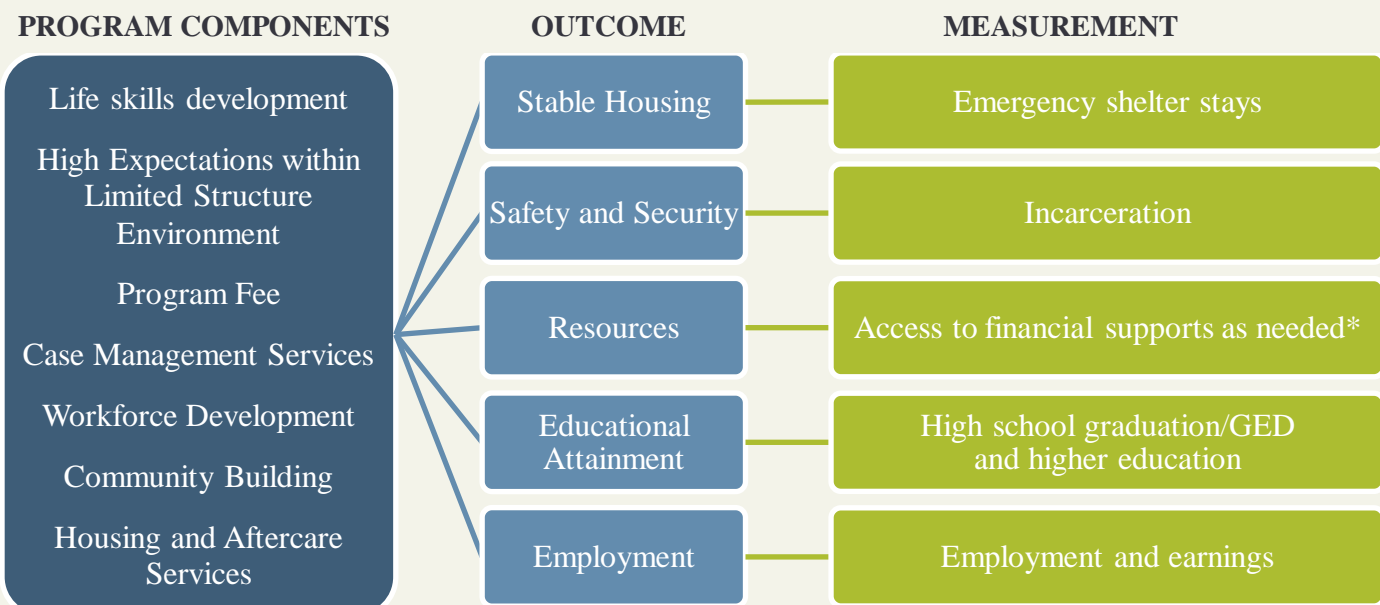 PROGRAM COMPONENTS
Life skills development
High Expectations within
Limited Structure
Environment
Program Fee
Case Management Services
Workforce Development
Community Building
Housing and Aftercare
Services
OUTCOME
Stable Housing
Safety and Security
Resources
Educational
Attainment
Employment
MEASUREMENT
Emergency shelter stays
Incarceration
Access to financial supports as needed*
High school graduation/GED
and higher education
Employment and earnings